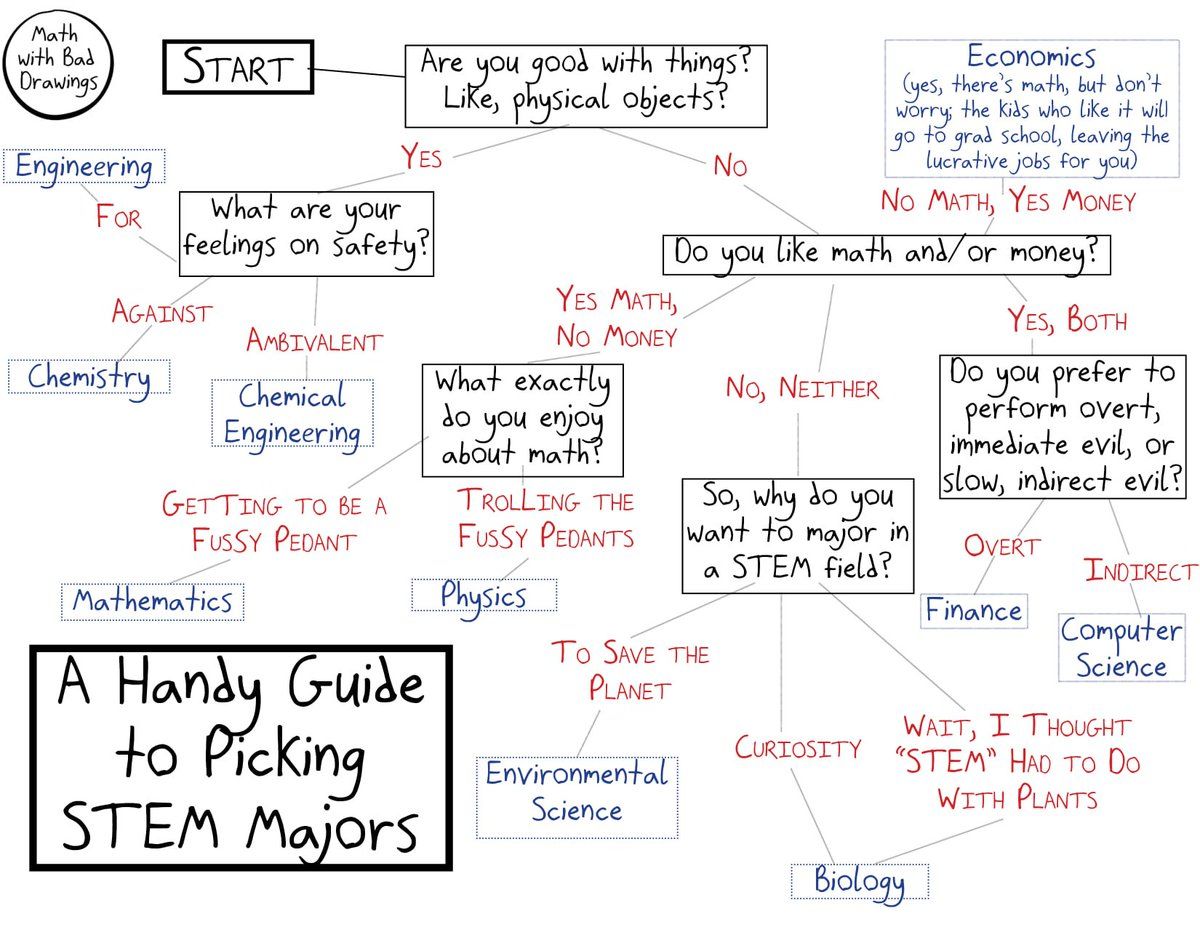 Math
with Bad
Drawings
START
Are you good with things?
Like, physical objects?
Economics
(yes, there's math, but don't
worry; the kids who like it will
go to grad school, leaving the
lucrative jobs for you)
YES
NO
Engineering
FOR
What are your
feelings on safety?
NO MATH, YES MONEY
Do you like math and/or money?
AGAINST
AMBIVALENT
Chemistry
Chemical
Engineering
YES MATH,
NO MONEY
NO, NEITHER
YES, BOTH
What exactly
do you enjoy
about math?
Do you prefer to
perform overt,
immediate evil, or
slow, indirect evil?
GETTING TO BE A
FUSSY PEDANT
TROLLING THE
FUSSY PEDANTS
So, why do you
want to major in
a STEM field?
OVERT
INDIRECT
Mathematics
Physics
Finance
Computer
Science
A Handy Guide
to Picking
STEM Majors
TO SAVE THE
PLANET
CURIOSITY
WAIT, I THOUGHT
"STEM" HAD TO DO
WITH PLANTS
Environmental
Science
Biology